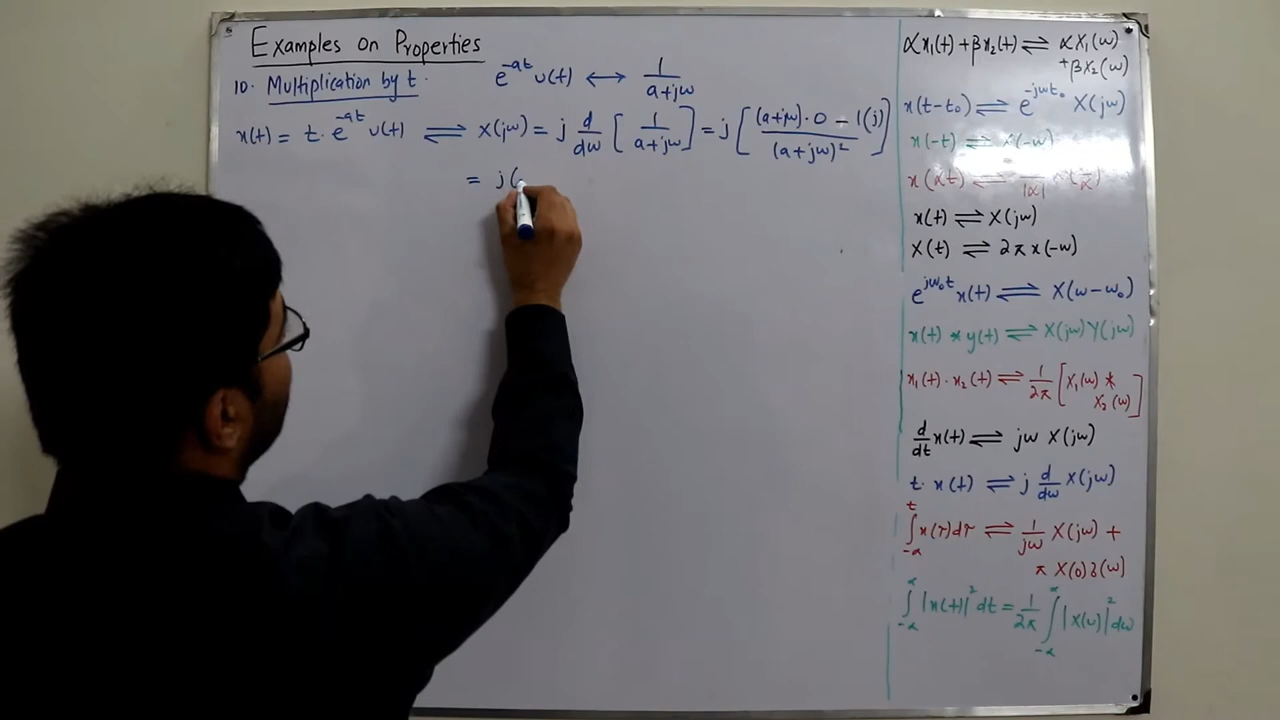 Examples on Properties
10. Multiplication by t. e^{-at} u(t) ↔ 1/(a+jω)
x(t) = t. e^{-at} u(t) ⇌ X(jω) = j d/dω [1/(a+jω)] = j [((a+jω)·0 − 1(j))/(a+jω)²]
= j(
αx₁(t) + βx₂(t) ⇌ αX₁(ω)
+βX₂(ω)
x(t−t₀) ⇌ e^{-jωt₀} X(jω)
x(−t) ⇌ X(−ω)
x(αt) ⇌ 1/|α|
x(t) ⇌ X(jω)
X(t) ⇌ 2π x(−ω)
e^{jω₀t} x(t) ⇌ X(ω−ω₀)
x(t) * y(t) ⇌ X(jω) Y(jω)
x₁(t) · x₂(t) ⇌ 1/2π [X₁(ω) *
X₂(ω)]
d/dt x(t) ⇌ jω X(jω)
t. x(t) ⇌ j d/dω X(jω)
∫_{-α}^{t} x(τ)dτ ⇌ 1/jω X(jω) +
π X(0)δ(ω)
∫_{-α}^{α} |x(t)|² dt = 1/2π ∫_{-α}^{α} |X(ω)|² dω